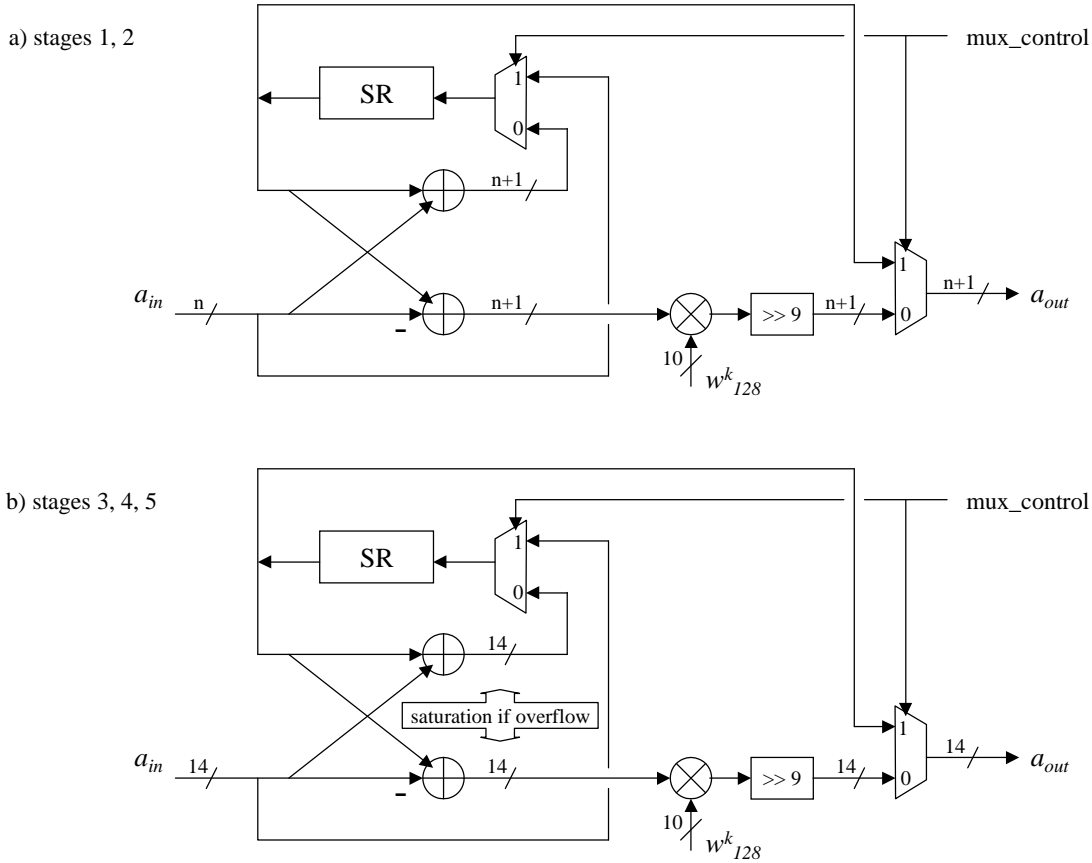 a) stages 1, 2
mux_control
SR
1
0
n+1
1
a_in
n
-
n+1
n+1
n+1
a_out
>> 9
0
10
w^k_128
b) stages 3, 4, 5
mux_control
SR
1
0
14
saturation if overflow
1
a_in
14
-
14
14
14
a_out
>> 9
0
10
w^k_128